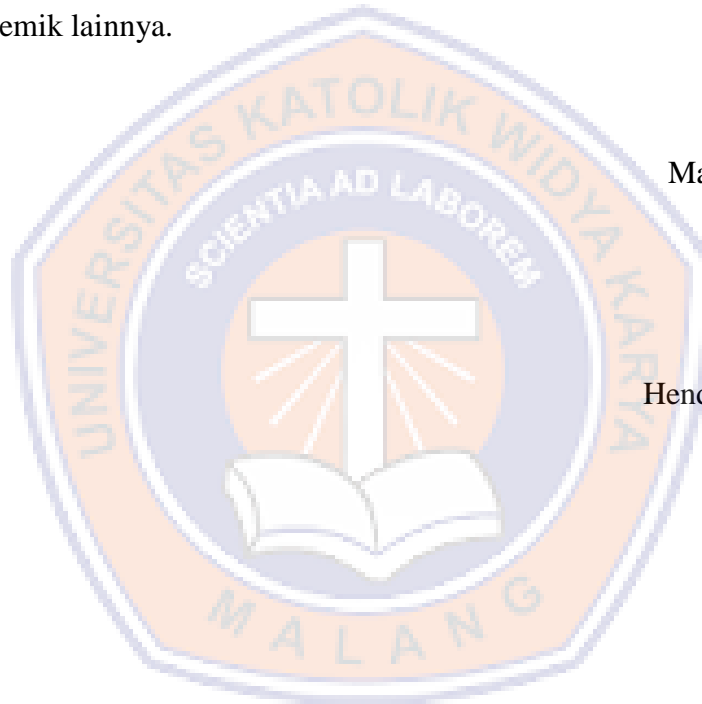 emik lainnya.
UNIVERSITAS KATOLIK WIDYA KARYA
SCIENTIA AD LABOREM
Ma
Hend
MALANG